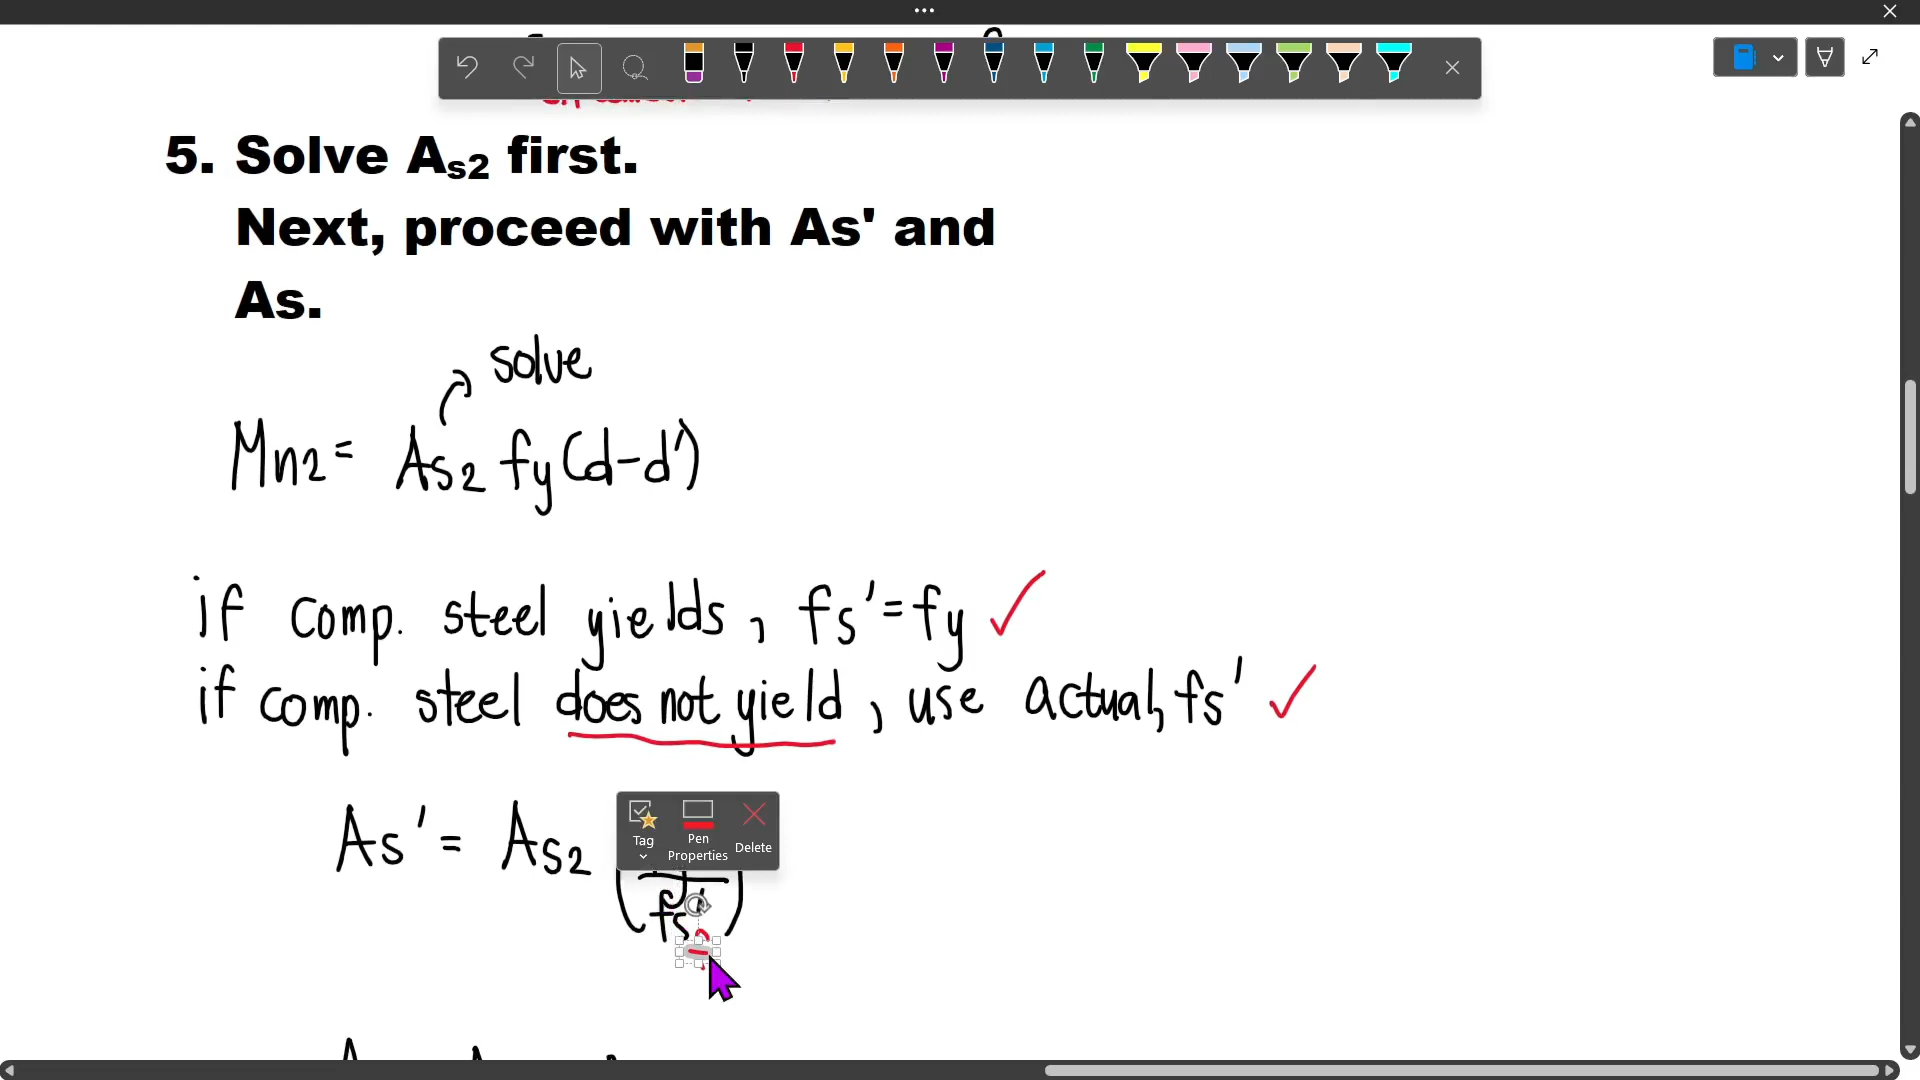 5. Solve As2 first.
Next, proceed with As' and
As.
solve
Mn2 = As2 fy(d-d')
if comp. steel yields, fs'=fy ✓
if comp. steel does not yield, use actual, fs' ✓
As' = As2
Tag
Pen
Properties
Delete
fs'